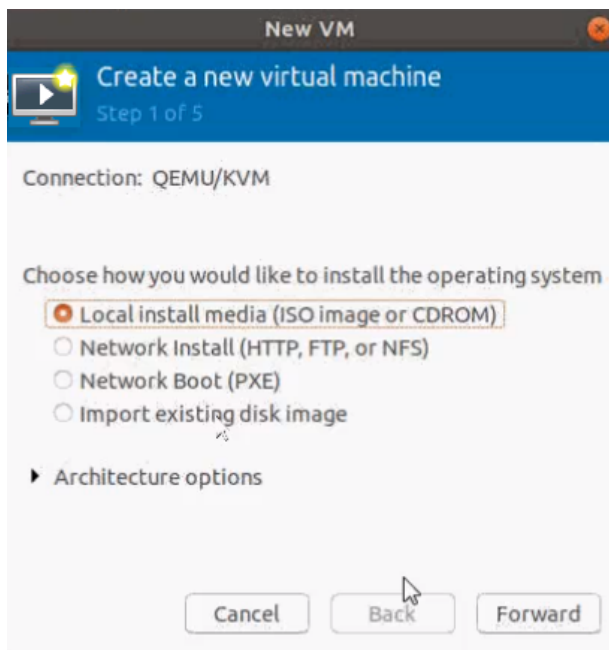 New VM
Create a new virtual machine
Step 1 of 5
Connection: QEMU/KVM
Choose how you would like to install the operating system
Local install media (ISO image or CDROM)
Network Install (HTTP, FTP, or NFS)
Network Boot (PXE)
Import existing disk image
Architecture options
Cancel Back Forward